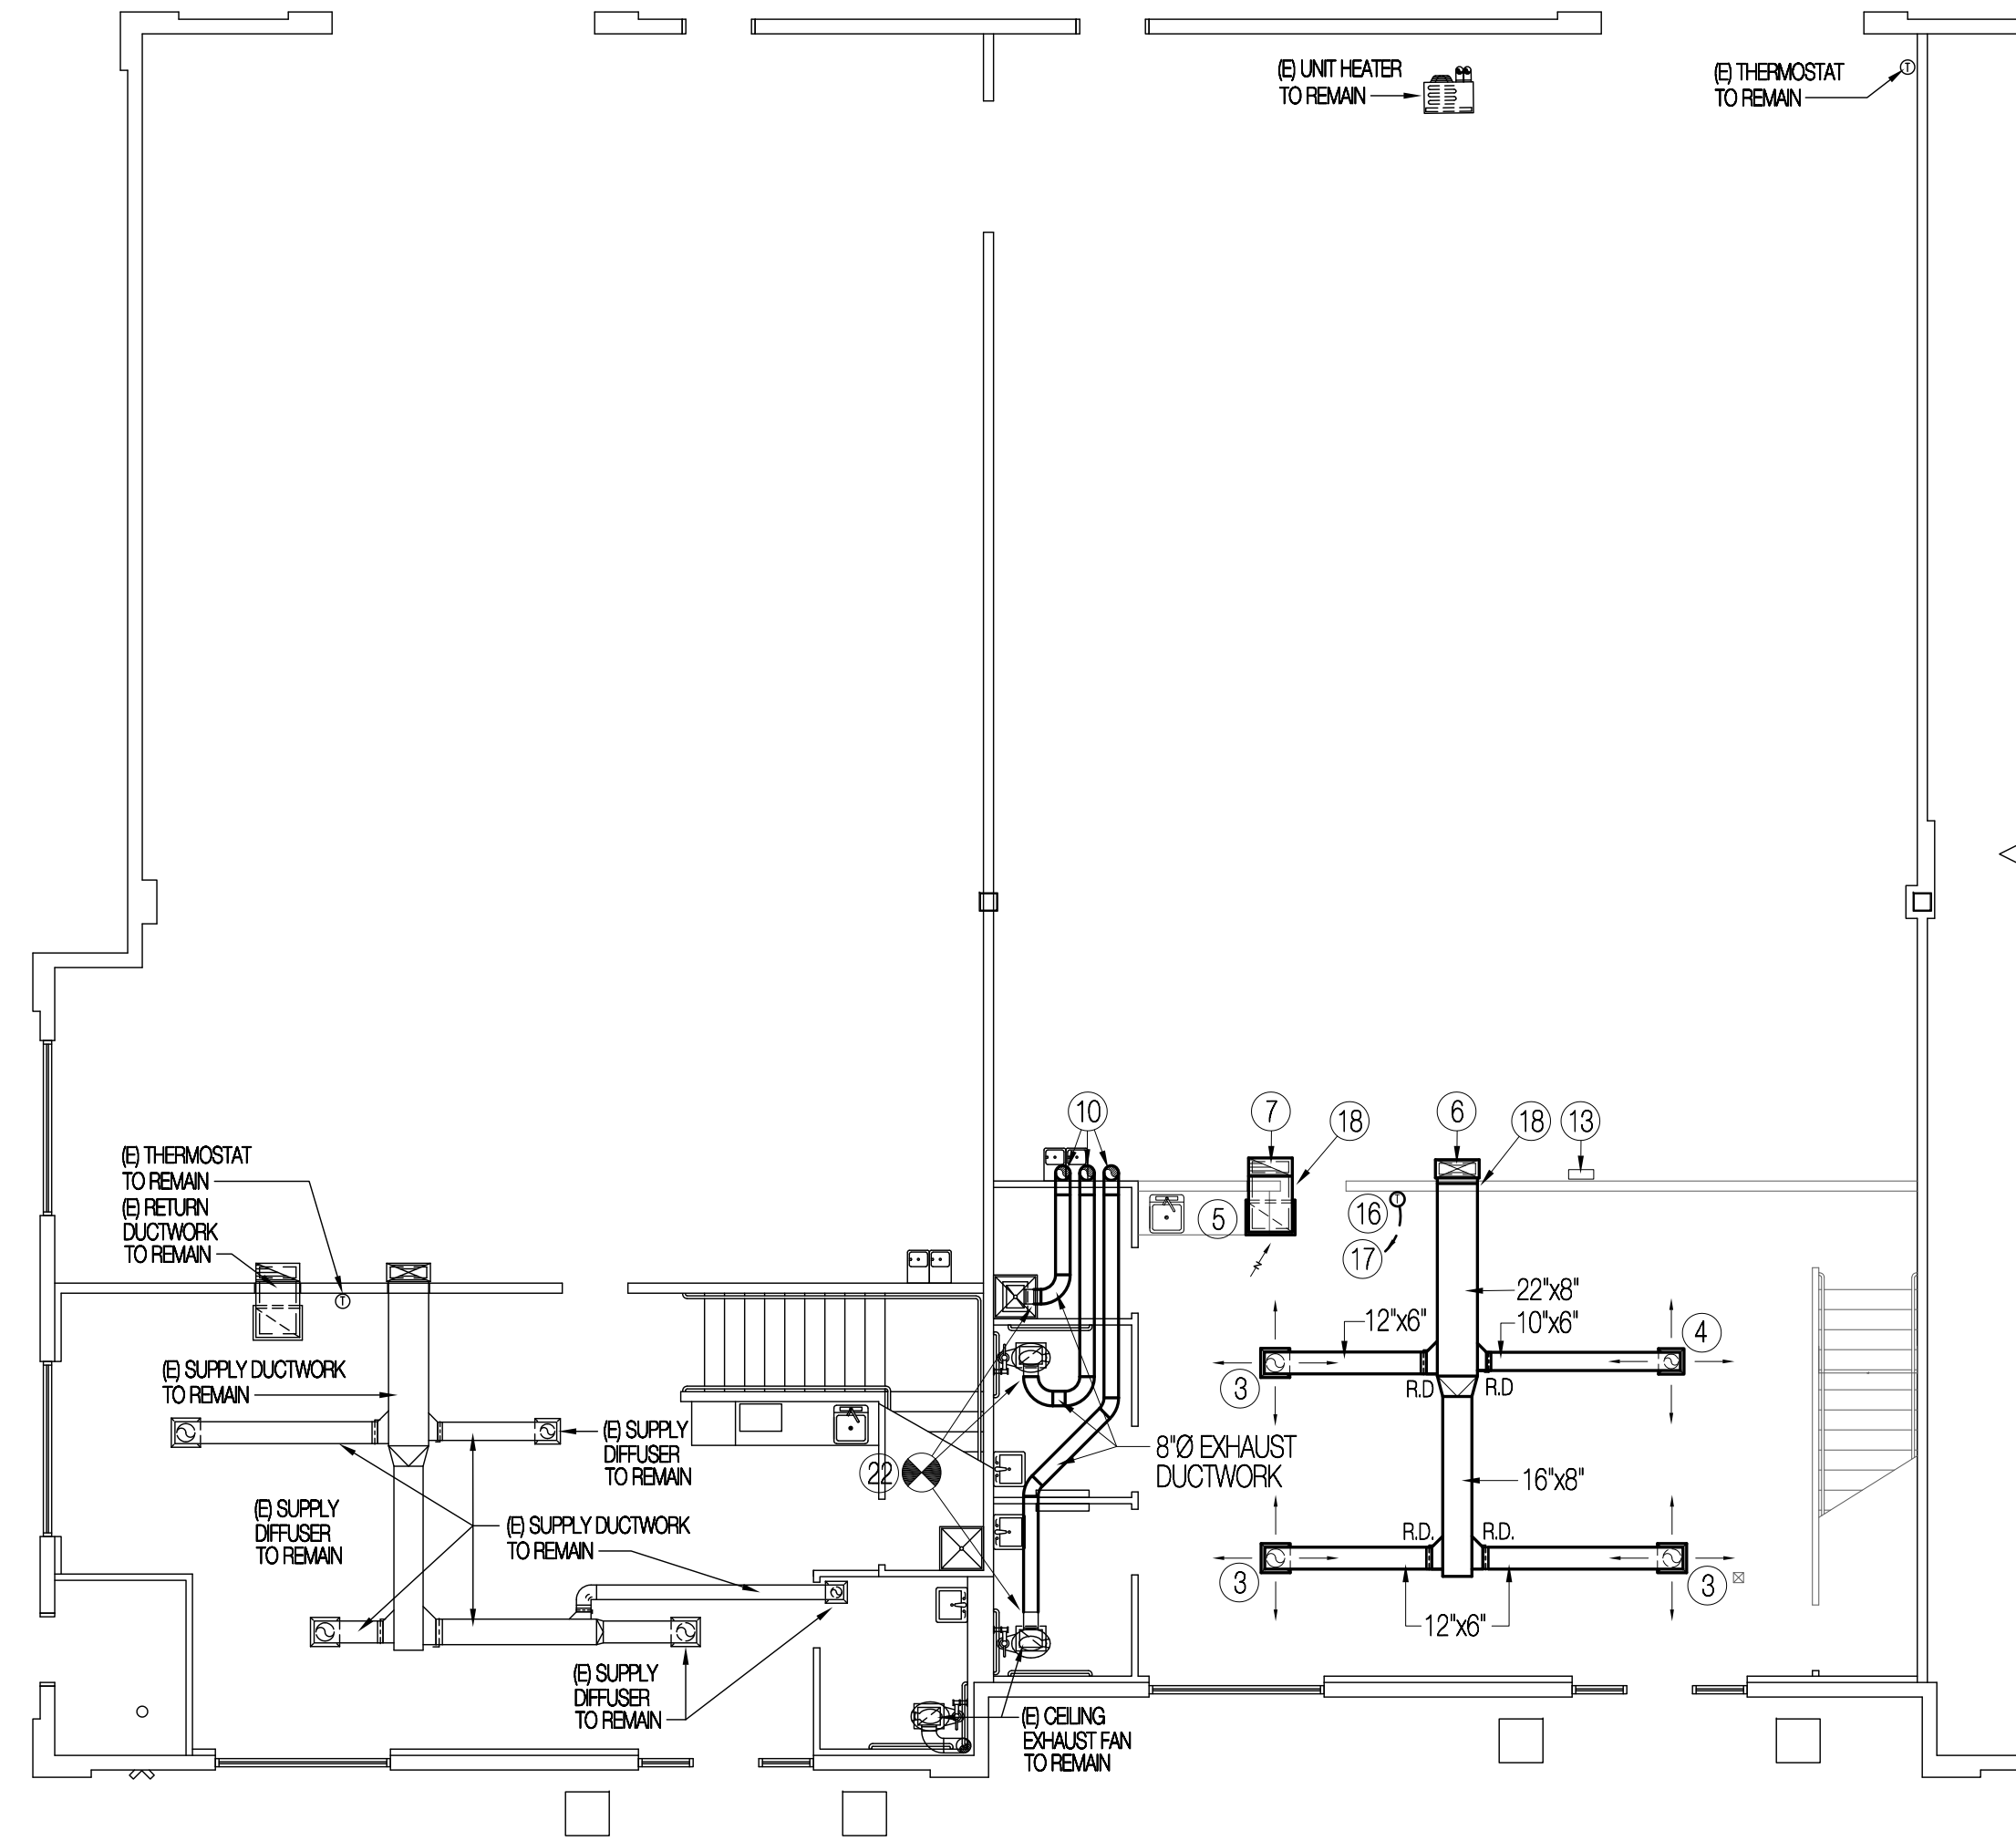 (E) UNIT HEATER
TO REMAIN
(E) THERMOSTAT
TO REMAIN
T
10
7
18
6
18
13
(E) THERMOSTAT
TO REMAIN
(E) RETURN
DUCTWORK
TO REMAIN
T
5
16
T
17
22"x8"
12"x6"
10"x6"
4
3
R.D
R.D
(E) SUPPLY DUCTWORK
TO REMAIN
(E) SUPPLY
DIFFUSER
TO REMAIN
22
8"Ø EXHAUST
DUCTWORK
16"x8"
(E) SUPPLY
DIFFUSER
TO REMAIN
(E) SUPPLY DUCTWORK
TO REMAIN
R.D.
R.D.
3
3
12"x6"
(E) SUPPLY
DIFFUSER
TO REMAIN
(E) CEILING
EXHAUST FAN
TO REMAIN